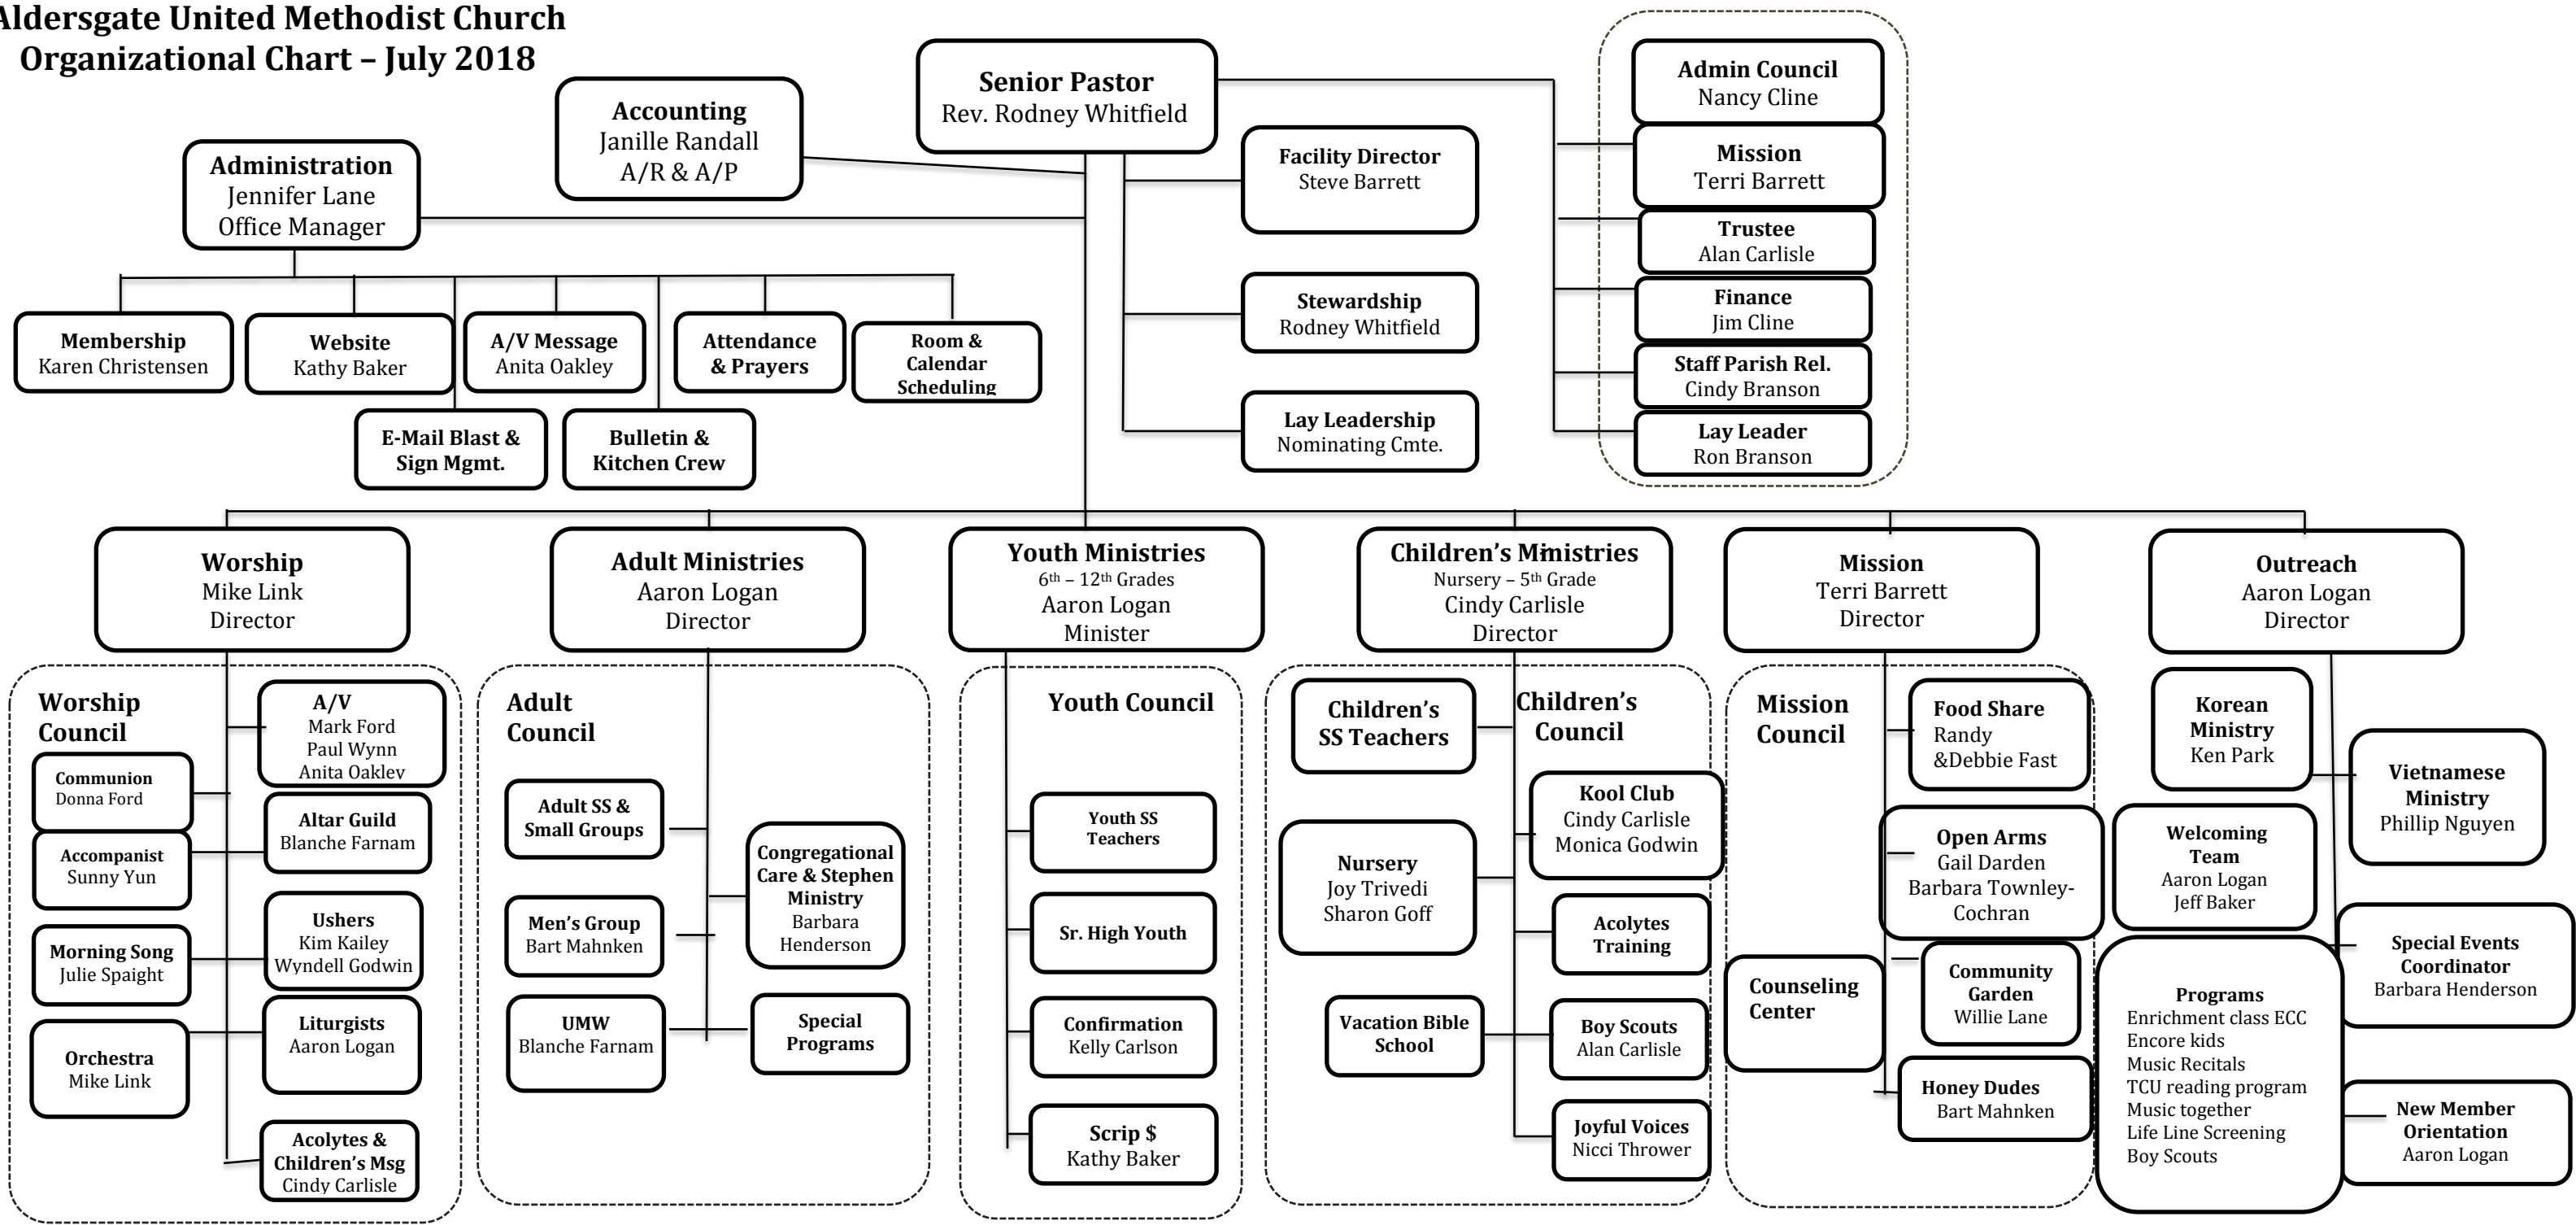 Aldersgate United Methodist Church
Organizational Chart – July 2018
Senior Pastor
Rev. Rodney Whitfield
Accounting
Janille Randall
A/R & A/P
Administration
Jennifer Lane
Office Manager
Facility Director
Steve Barrett
Stewardship
Rodney Whitfield
Lay Leadership
Nominating Cmte.
Admin Council
Nancy Cline
Mission
Terri Barrett
Trustee
Alan Carlisle
Finance
Jim Cline
Staff Parish Rel.
Cindy Branson
Lay Leader
Ron Branson
Membership
Karen Christensen
Website
Kathy Baker
A/V Message
Anita Oakley
Attendance
& Prayers
Room &
Calendar
Scheduling
E-Mail Blast &
Sign Mgmt.
Bulletin &
Kitchen Crew
Worship
Mike Link
Director
Adult Ministries
Aaron Logan
Director
Youth Ministries
6th – 12th Grades
Aaron Logan
Minister
Children's Ministries
Nursery – 5th Grade
Cindy Carlisle
Director
Mission
Terri Barrett
Director
Outreach
Aaron Logan
Director
Worship
Council
A/V
Mark Ford
Paul Wynn
Anita Oakley
Communion
Donna Ford
Altar Guild
Blanche Farnam
Accompanist
Sunny Yun
Ushers
Kim Kailey
Wyndell Godwin
Morning Song
Julie Spaight
Liturgists
Aaron Logan
Orchestra
Mike Link
Acolytes &
Children's Msg
Cindy Carlisle
Adult
Council
Adult SS &
Small Groups
Congregational
Care & Stephen
Ministry
Barbara
Henderson
Men's Group
Bart Mahnken
UMW
Blanche Farnam
Special
Programs
Youth Council
Youth SS
Teachers
Sr. High Youth
Confirmation
Kelly Carlson
Scrip $
Kathy Baker
Children's
SS Teachers
Children's
Council
Kool Club
Cindy Carlisle
Monica Godwin
Nursery
Joy Trivedi
Sharon Goff
Acolytes
Training
Vacation Bible
School
Boy Scouts
Alan Carlisle
Joyful Voices
Nicci Thrower
Mission
Council
Food Share
Randy
&Debbie Fast
Open Arms
Gail Darden
Barbara Townley-
Cochran
Counseling
Center
Community
Garden
Willie Lane
Honey Dudes
Bart Mahnken
Korean
Ministry
Ken Park
Vietnamese
Ministry
Phillip Nguyen
Welcoming
Team
Aaron Logan
Jeff Baker
Special Events
Coordinator
Barbara Henderson
Programs
Enrichment class ECC
Encore kids
Music Recitals
TCU reading program
Music together
Life Line Screening
Boy Scouts
New Member
Orientation
Aaron Logan